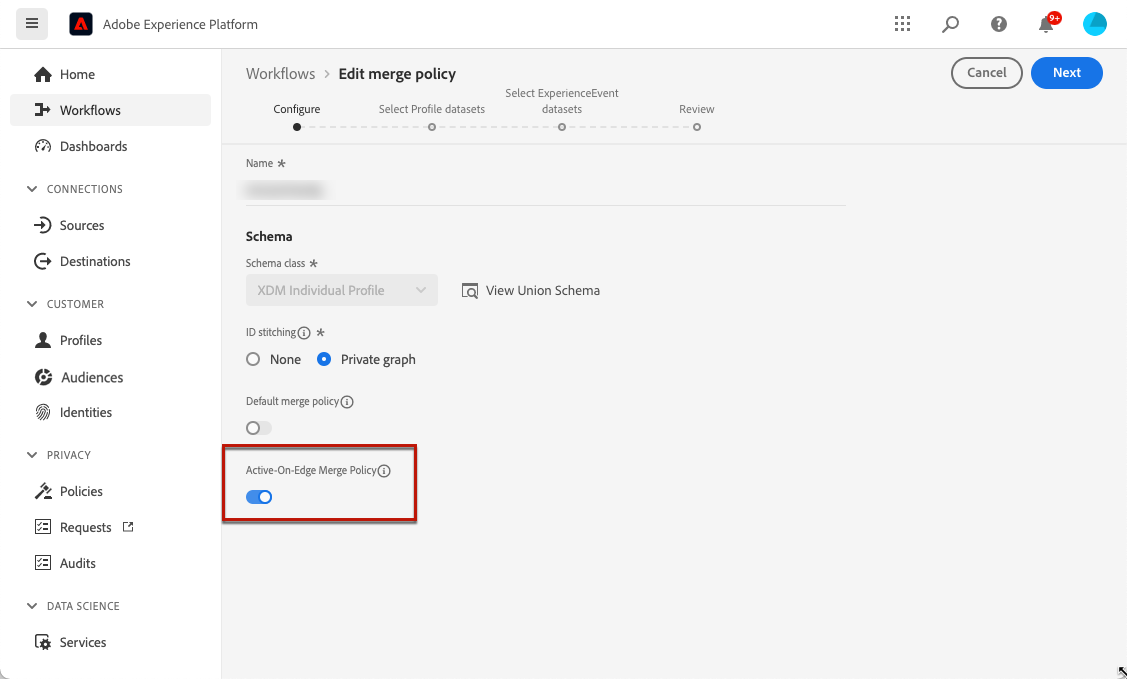 Adobe Experience Platform
9+
Home
Workflows
Dashboards
CONNECTIONS
Sources
Destinations
CUSTOMER
Profiles
Audiences
Identities
PRIVACY
Policies
Requests
Audits
DATA SCIENCE
Services
Workflows > Edit merge policy
Cancel
Next
Configure
Select Profile datasets
Select ExperienceEvent
datasets
Review
Name *
Schema
Schema class *
XDM Individual Profile
View Union Schema
ID stitching *
None
Private graph
Default merge policy
Active-On-Edge Merge Policy